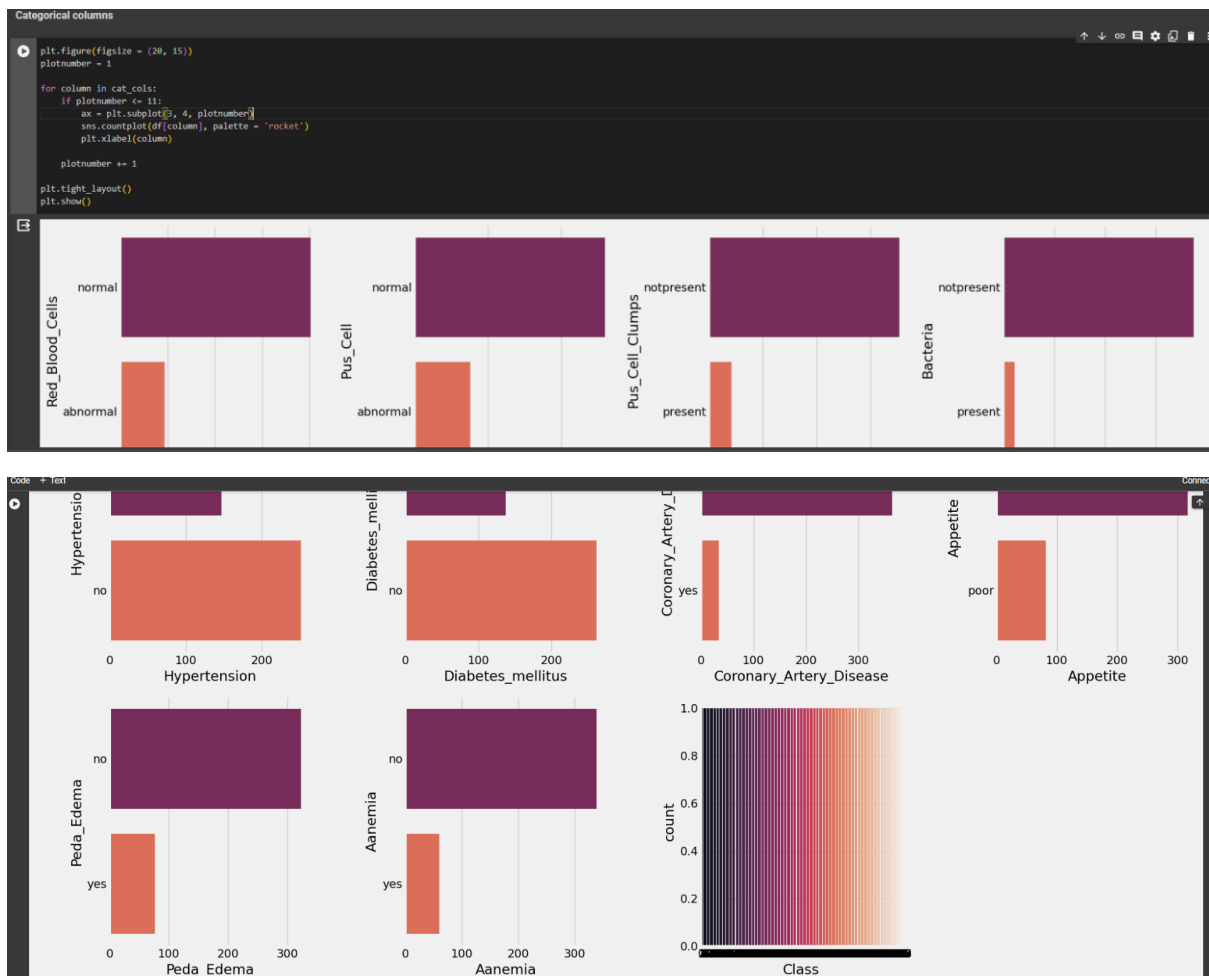 Categorical columns
plt.figure(figsize = (20, 15))
plotnumber = 1
for column in cat_cols:
if plotnumber <= 11:
ax = plt.subplot(3, 4, plotnumber)
sns.countplot(df[column], palette = 'rocket')
plt.xlabel(column)
plotnumber += 1
plt.tight_layout()
plt.show()
Red_Blood_Cells
normal
abnormal
Pus_Cell
normal
abnormal
Pus_Cell_Clumps
notpresent
present
Bacteria
notpresent
present
Code + Text
Connec
Hypertensio
no
0 100 200
Hypertension
Diabetes_melli
no
0 100 200
Diabetes_mellitus
Coronary_Artery_D
yes
0 100 200 300
Coronary_Artery_Disease
Appetite
poor
0 100 200 300
Appetite
Peda_Edema
no
yes
0 100 200 300
Peda_Edema
Aanemia
no
yes
0 100 200 300
Aanemia
count
1.0
0.8
0.6
0.4
0.2
0.0
Class